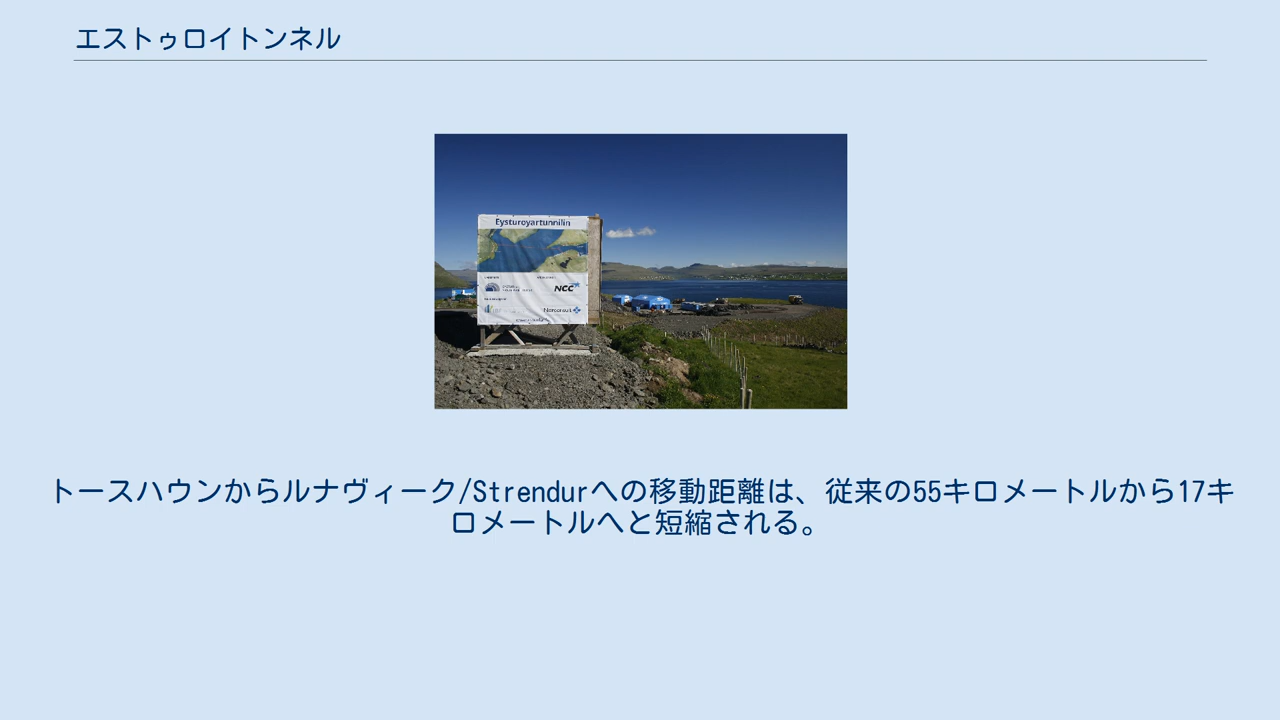 エストゥロイトンネル
Eysturoyartunnilin
NCC
Norconsult
トースハウンからルナヴィーク/Strendurへの移動距離は、従来の55キロメートルから17キ
ロメートルへと短縮される。